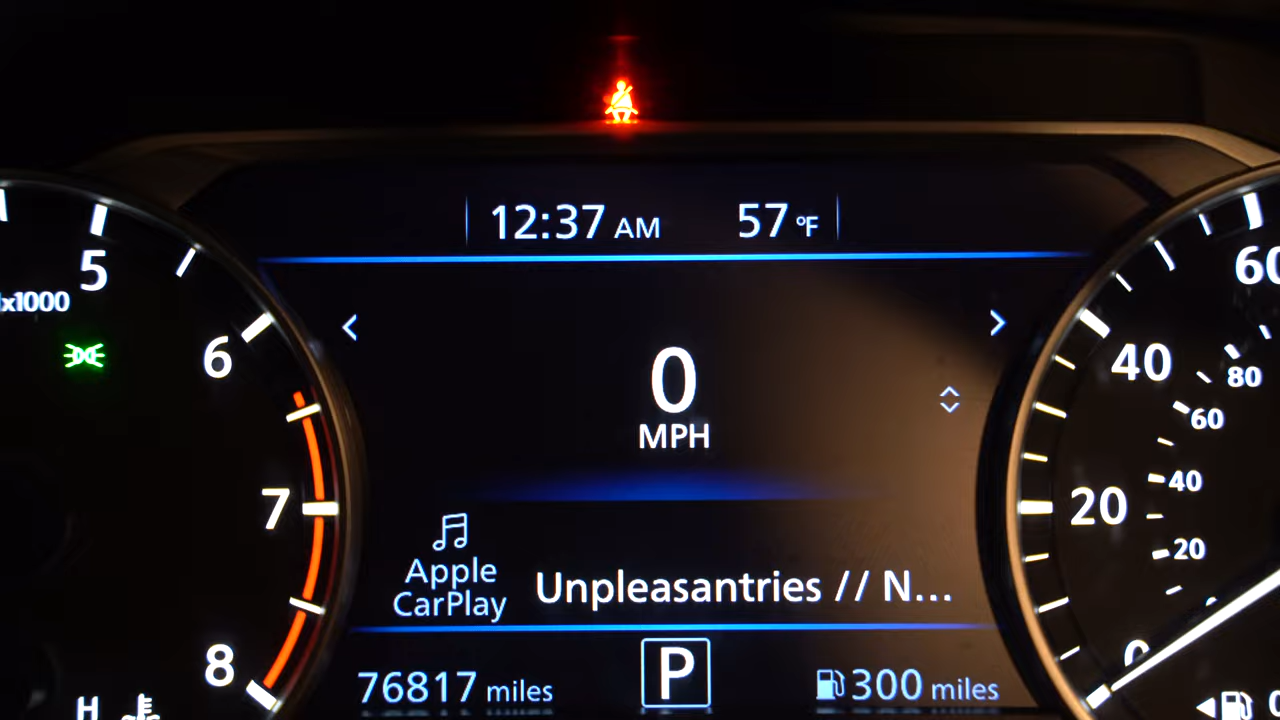 12:37 AM 57 °F
5
x1000
6
7
8
H
<
>
0
MPH
Apple
CarPlay
Unpleasantries // N...
76817 miles
P
300 miles
60
40
20
0
80
60
40
20